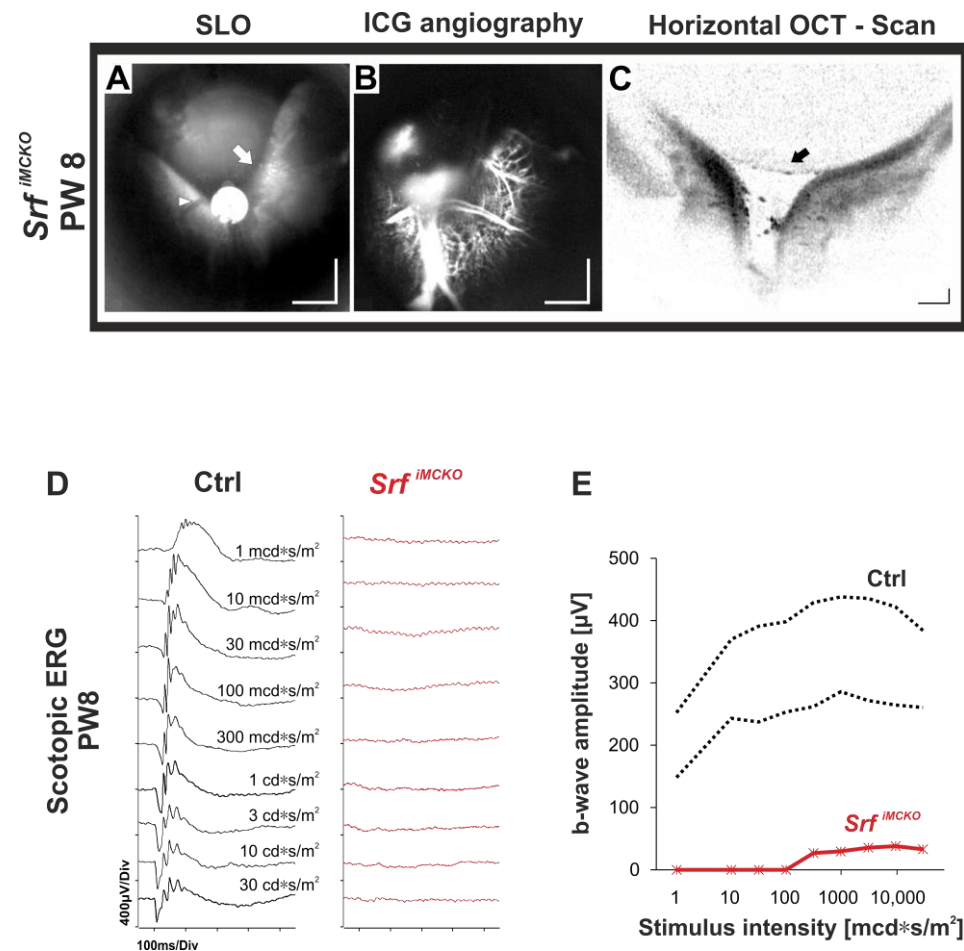 SLO
ICG angiography
Horizontal OCT - Scan
Srf iMCKO
PW 8
A
B
C
D
Ctrl
Srf iMCKO
E
Scotopic ERG
PW8
1 mcd*s/m²
10 mcd*s/m²
30 mcd*s/m²
100 mcd*s/m²
300 mcd*s/m²
1 cd*s/m²
3 cd*s/m²
10 cd*s/m²
30 cd*s/m²
400µV/Div
100ms/Div
b-wave amplitude [µV]
500
400
300
200
100
0
Ctrl
Srf iMCKO
1
10
100
1000
10,000
Stimulus intensity [mcd*s/m²]